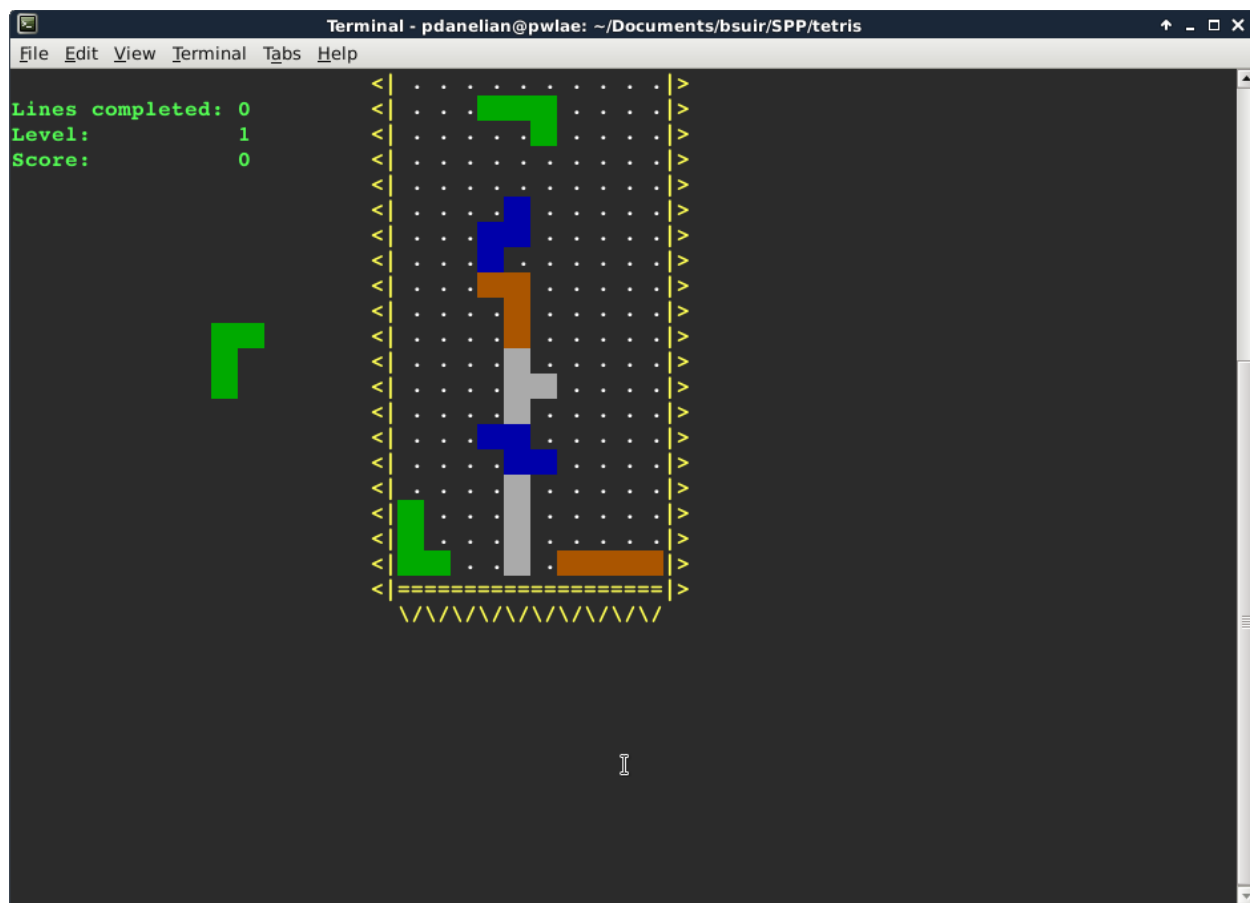 Terminal - pdanelian@pwlae: ~/Documents/bsuir/SPP/tetris
File Edit View Terminal Tabs Help
<| . . . . . . . . . .|>
Lines completed: 0 <| . . . . . . .|>
Level: 1 <| . . . . . . . . .|>
Score: 0 <| . . . . . . . . . .|>
<| . . . . . . . . . .|>
<| . . . . . . . . .|>
<| . . . . . . . .|>
<| . . . . . . . . .|>
<| . . . . . . . .|>
<| . . . . . . . . .|>
<| . . . . . . . . .|>
<| . . . . . . . . .|>
<| . . . . . . . .|>
<| . . . . . . . . .|>
<| . . . . . . . .|>
<| . . . . . . . .|>
<| . . . . . . . . .|>
<| . . . . . . . .|>
<| . . . . . . . .|>
<| . . .|>
<|====================|>
\/\/\/\/\/\/\/\/\/\/